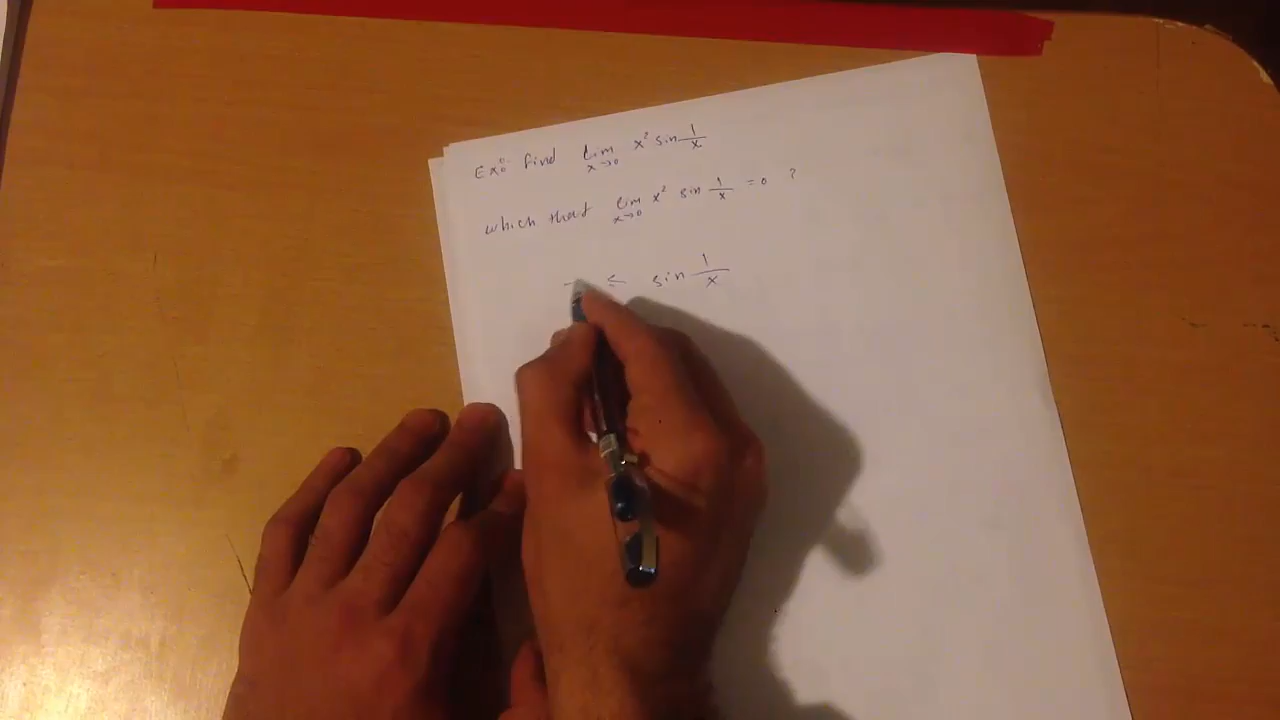 Ex: find lim x→0 x² sin 1/x
which that lim x→0 x² sin 1/x = 0 ?
- ≤ sin 1/x